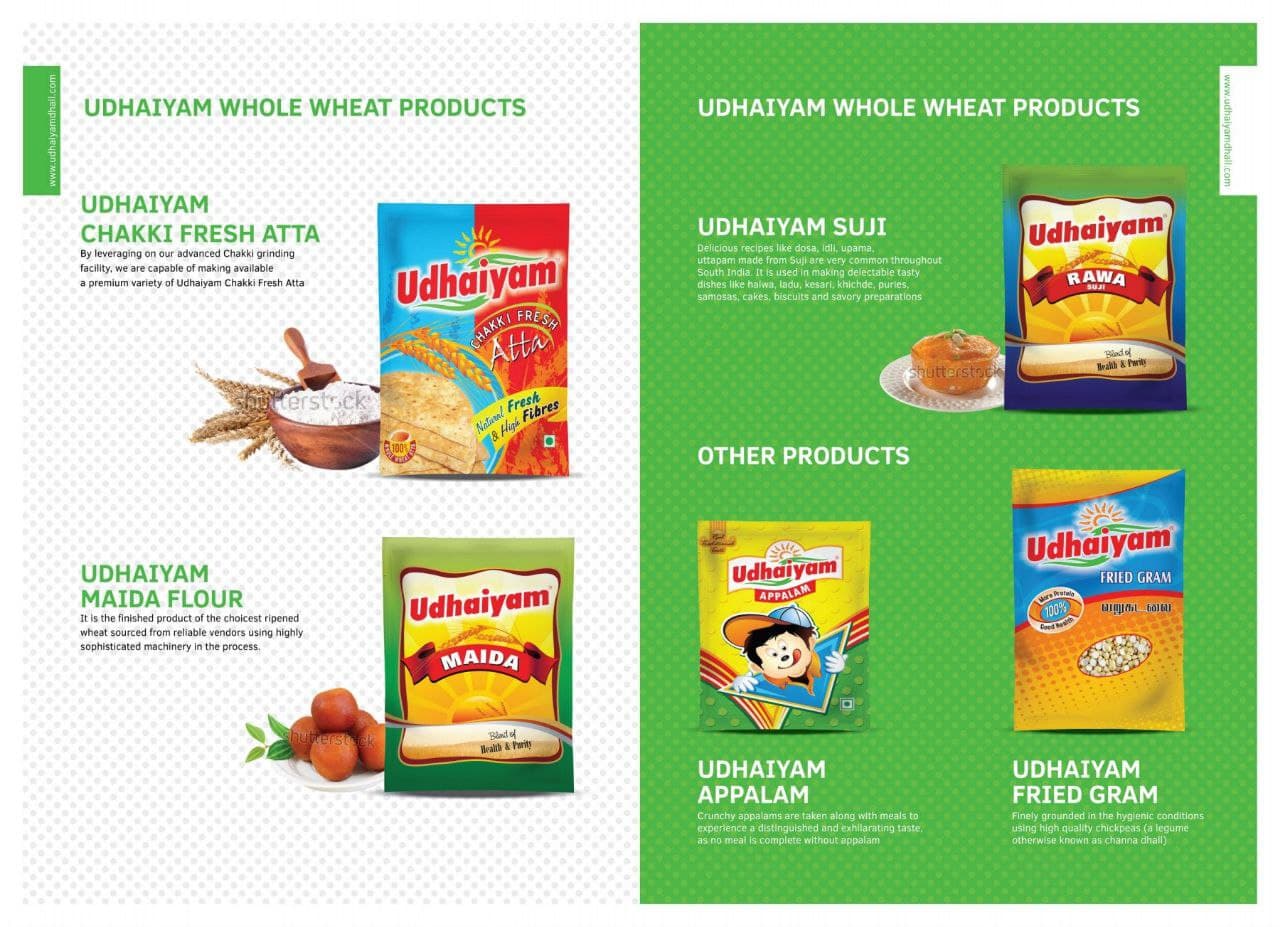 www.udhaiyamdhall.com
UDHAIYAM WHOLE WHEAT PRODUCTS
UDHAIYAM
CHAKKI FRESH ATTA
By leveraging on our advanced Chakki grinding
facility, we are capable of making available
a premium variety of Udhaiyam Chakki Fresh Atta
Udhaiyam
CHAKKI FRESH
Atta
Natural Fresh
& High Fibres
100%
shutterstock
UDHAIYAM
MAIDA FLOUR
It is the finished product of the choicest ripened
wheat sourced from reliable vendors using highly
sophisticated machinery in the process.
Udhaiyam
MAIDA
Blend of
Health & Purity
shutterstock
UDHAIYAM WHOLE WHEAT PRODUCTS
www.udhaiyamdhall.com
UDHAIYAM SUJI
Delicious recipes like dosa, idli, upama,
uttapam made from Suji are very common throughout
South India. It is used in making delectable tasty
dishes like halwa, ladu, kesari, khichde, puries,
samosas, cakes, biscuits and savory preparations
Udhaiyam
RAWA
SUJI
Blend of
Health & Purity
shutterstock
OTHER PRODUCTS
Udhaiyam
APPALAM
UDHAIYAM
APPALAM
Crunchy appalams are taken along with meals to
experience a distinguished and exhilarating taste,
as no meal is complete without appalam
Udhaiyam
FRIED GRAM
வறுகடலை
More Protein
100%
Good Health
UDHAIYAM
FRIED GRAM
Finely grounded in the hygienic conditions
using high quality chickpeas (a legume
otherwise known as channa dhall)